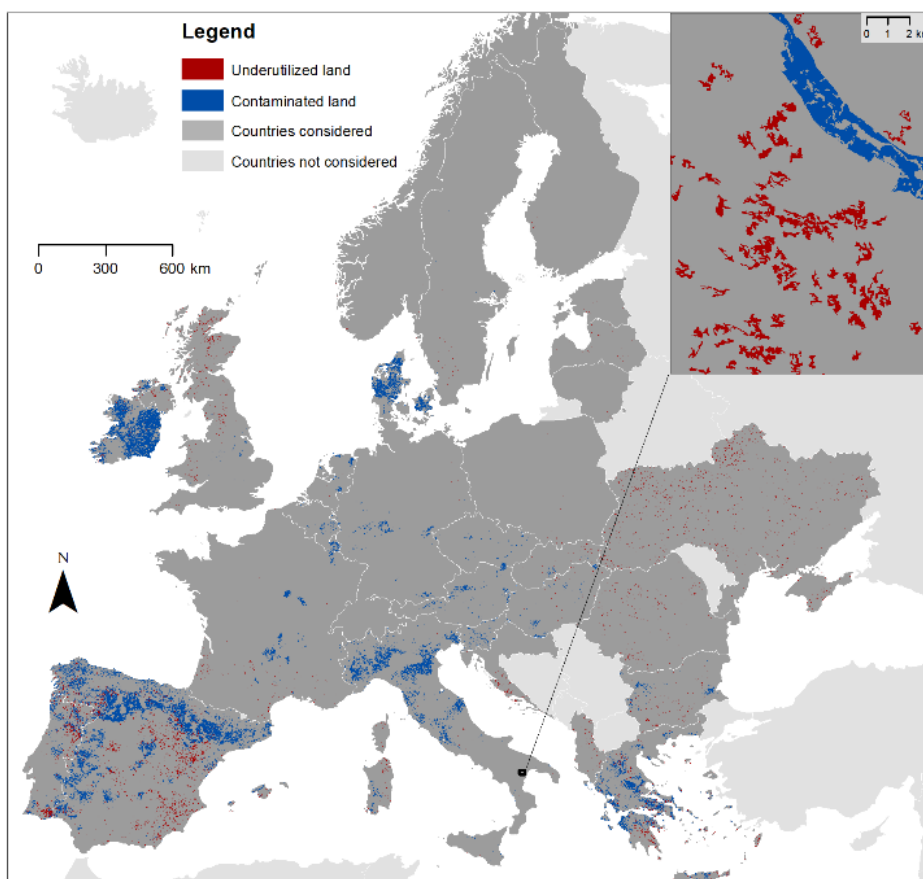 Legend
Underutilized land
Contaminated land
Countries considered
Countries not considered
0 300 600 km
N
0 1 2 km